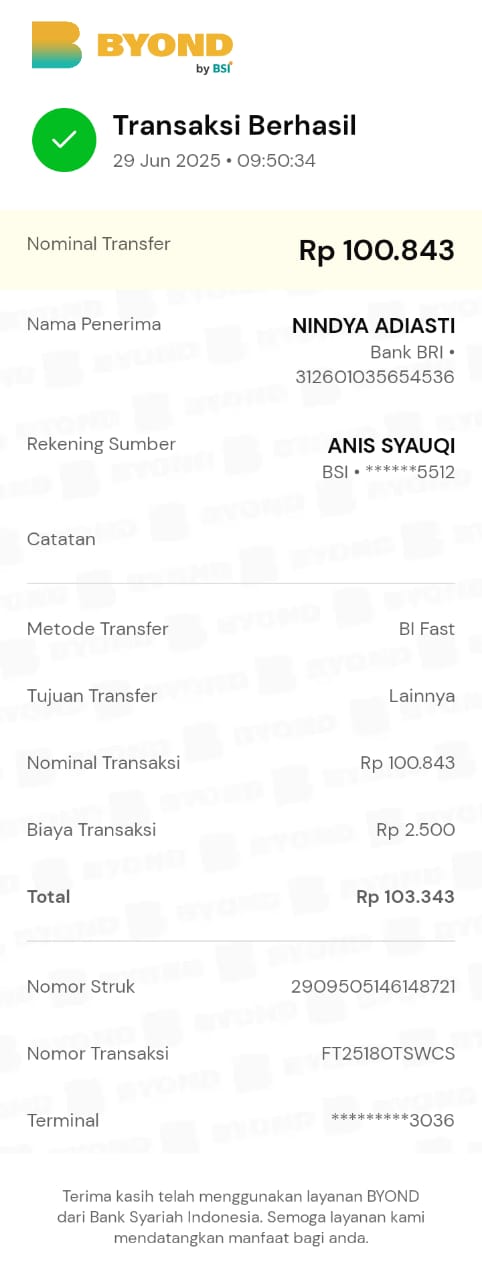 BYOND
by BSI
Transaksi Berhasil
29 Jun 2025 • 09:50:34
Nominal Transfer Rp 100.843
Nama Penerima NINDYA ADIASTI
Bank BRI •
312601035654536
Rekening Sumber ANIS SYAUQI
BSI • ******5512
Catatan
Metode Transfer BI Fast
Tujuan Transfer Lainnya
Nominal Transaksi Rp 100.843
Biaya Transaksi Rp 2.500
Total Rp 103.343
Nomor Struk 2909505146148721
Nomor Transaksi FT25180TSWCS
Terminal *********3036
Terima kasih telah menggunakan layanan BYOND
dari Bank Syariah Indonesia. Semoga layanan kami
mendatangkan manfaat bagi anda.